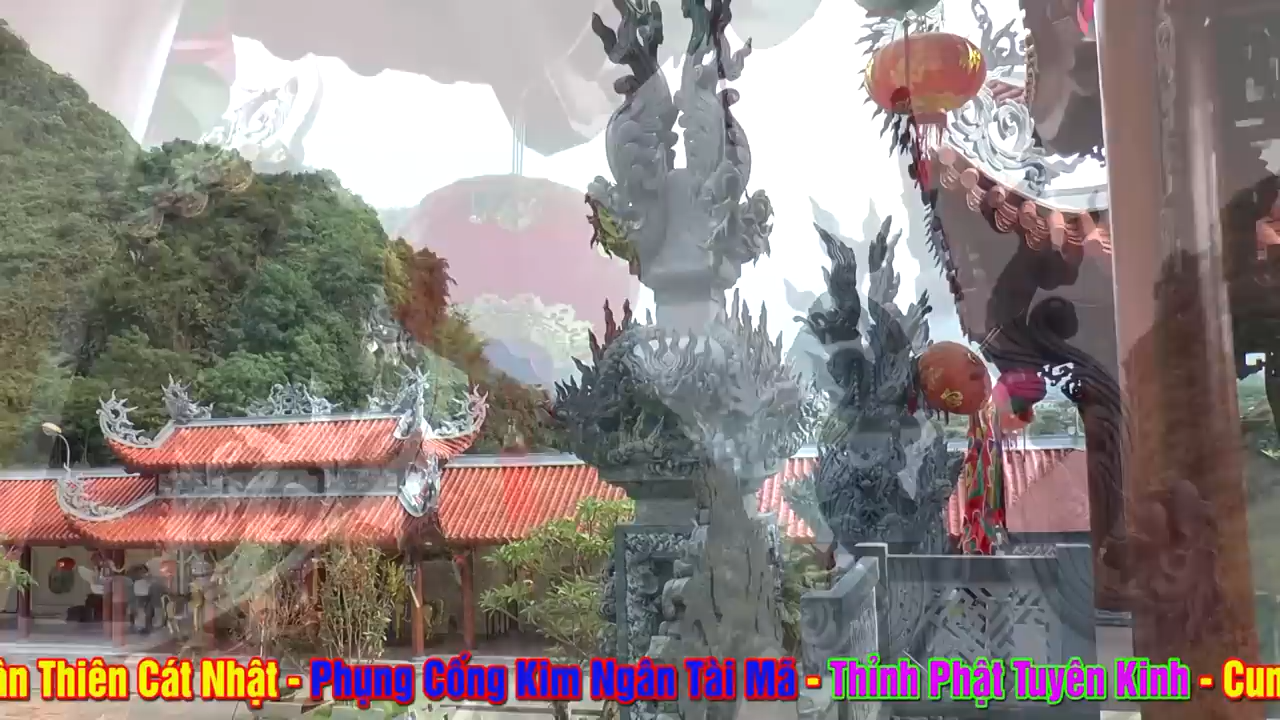 Thiên Cát Nhật - Phụng Cống Kim Ngân Tài Mã - Thỉnh Phật Tuyên Kinh -